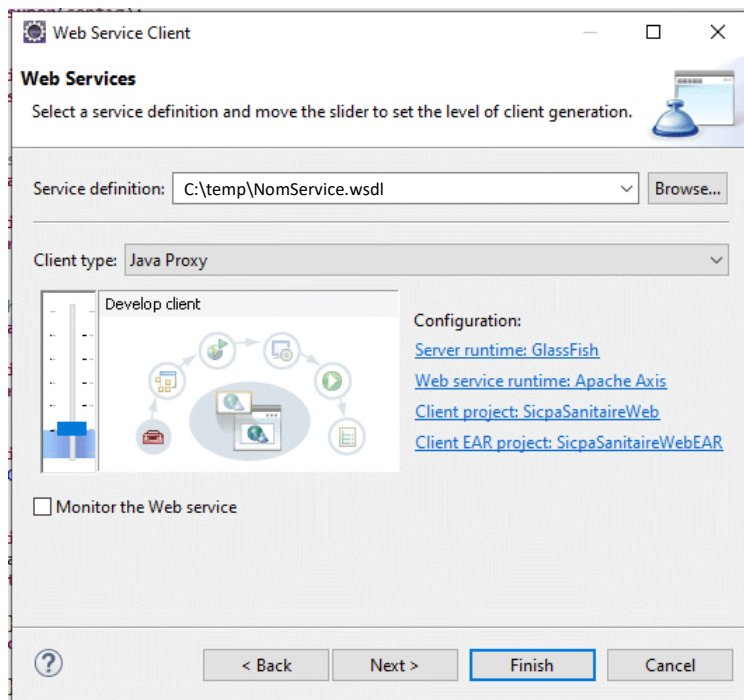 Web Service Client
Web Services
Select a service definition and move the slider to set the level of client generation.
Service definition: C:\temp\NomService.wsdl Browse...
Client type: Java Proxy
Develop client
Configuration:
Server runtime: GlassFish
Web service runtime: Apache Axis
Client project: SicpaSanitaireWeb
Client EAR project: SicpaSanitaireWebEAR
Monitor the Web service
? < Back Next > Finish Cancel